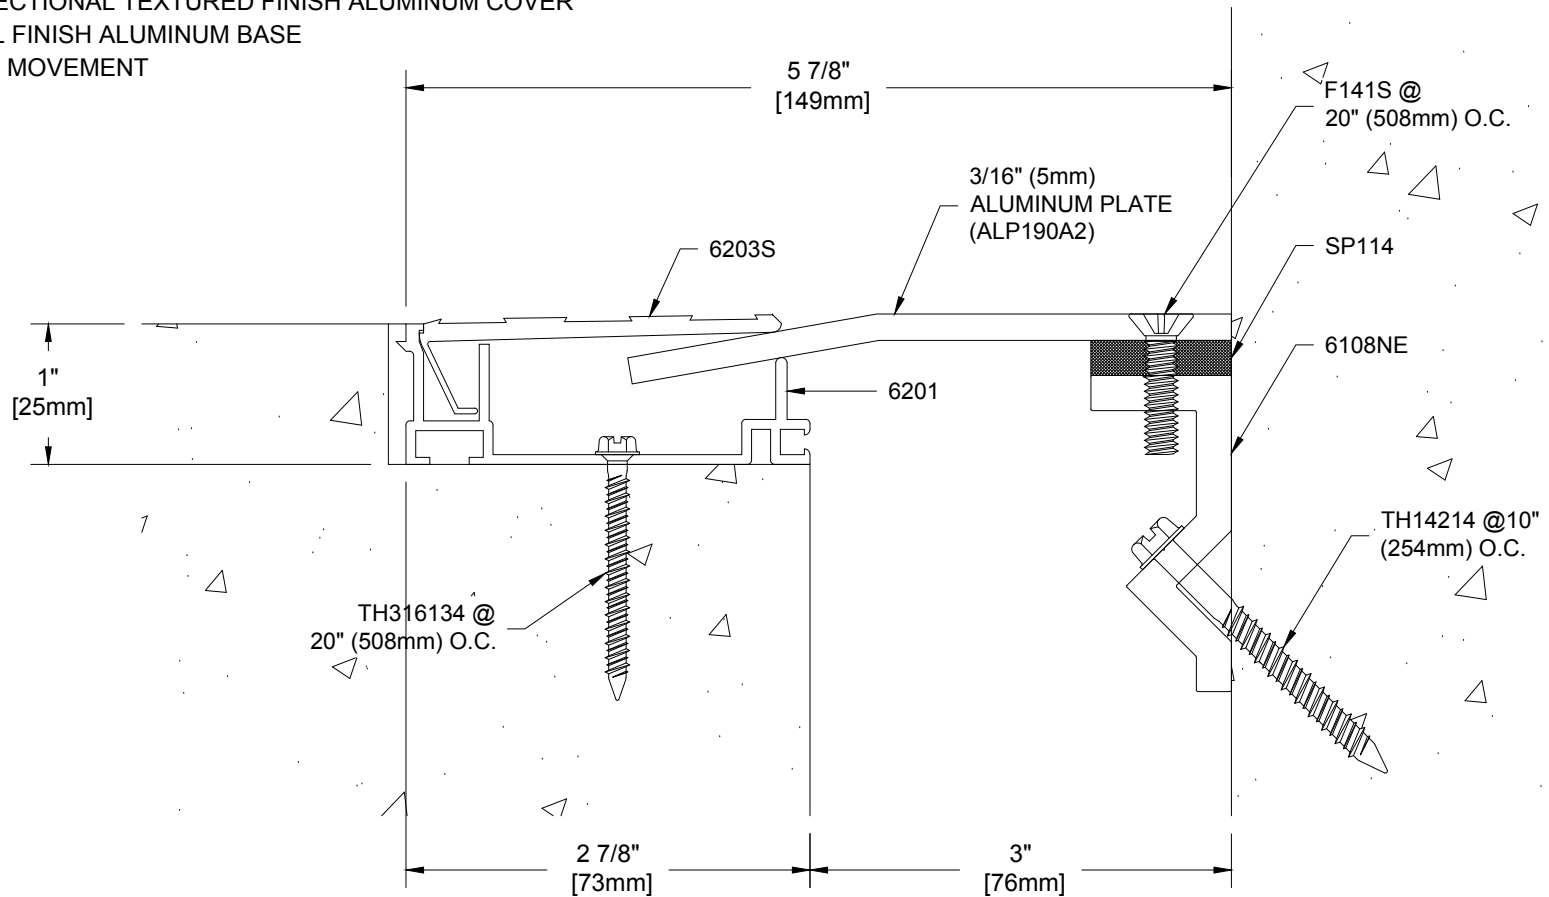 ECTIONAL TEXTURED FINISH ALUMINUM COVER
L FINISH ALUMINUM BASE
MOVEMENT
5 7/8"
[149mm]
F141S @
20" (508mm) O.C.
3/16" (5mm)
ALUMINUM PLATE
(ALP190A2)
6203S
SP114
6108NE
1"
[25mm]
6201
TH14214 @10"
(254mm) O.C.
TH316134 @
20" (508mm) O.C.
2 7/8"
[73mm]
3"
[76mm]